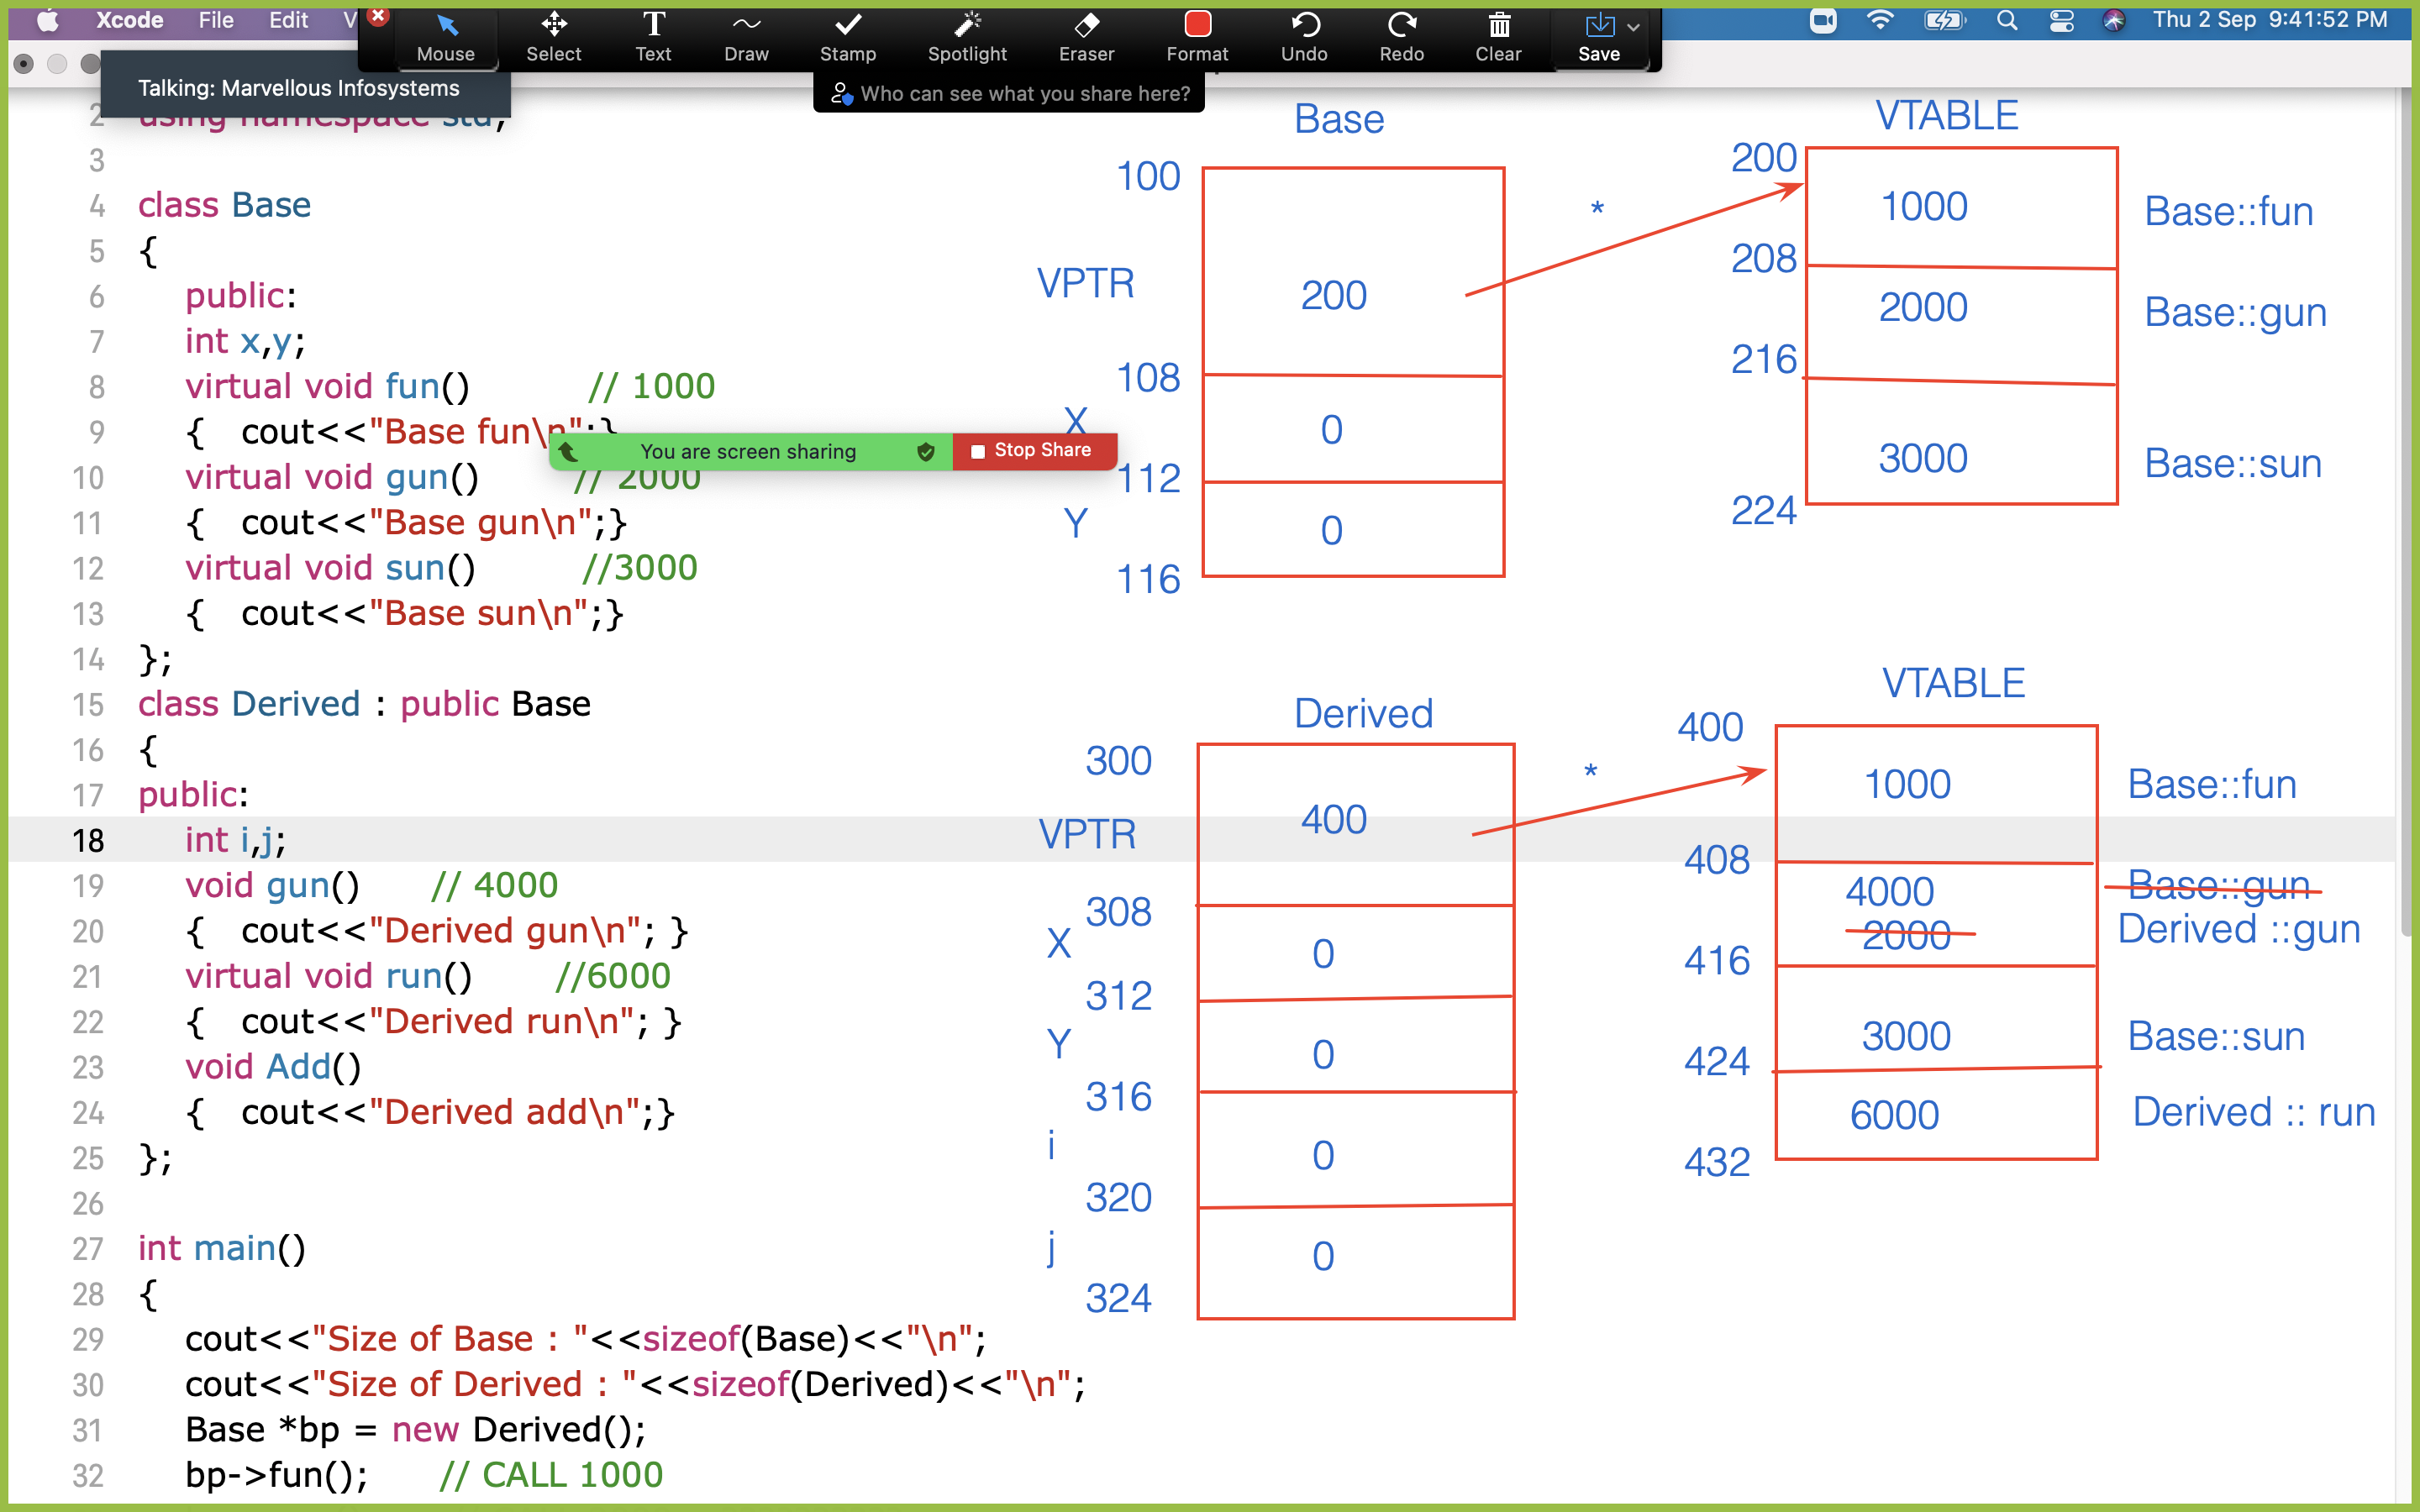 Xcode File Edit V
Mouse Select Text Draw Stamp Spotlight Eraser Format Undo Redo Clear Save
Thu 2 Sep 9:41:52 PM
Talking: Marvellous Infosystems
Who can see what you share here?
2 using namespace std;
3
4 class Base
5 {
6 public:
7 int x,y;
8 virtual void fun() // 1000
9 { cout<<"Base fun\n";}
You are screen sharing
Stop Share
10 virtual void gun() // 2000
11 { cout<<"Base gun\n";}
12 virtual void sun() //3000
13 { cout<<"Base sun\n";}
14 };
15 class Derived : public Base
16 {
17 public:
18 int i,j;
19 void gun() // 4000
20 { cout<<"Derived gun\n"; }
21 virtual void run() //6000
22 { cout<<"Derived run\n"; }
23 void Add()
24 { cout<<"Derived add\n";}
25 };
26
27 int main()
28 {
29 cout<<"Size of Base : "<<sizeof(Base)<<"\n";
30 cout<<"Size of Derived : "<<sizeof(Derived)<<"\n";
31 Base *bp = new Derived();
32 bp->fun(); // CALL 1000
Base
100
VPTR 200
108
X 0
112
Y 0
116
*
VTABLE
200
1000 Base::fun
208
2000 Base::gun
216
3000 Base::sun
224
Derived
300
VPTR 400
308
X 0
312
Y 0
316
i 0
320
j 0
324
*
VTABLE
400
1000 Base::fun
408
4000 Base::gun
2000 Derived ::gun
416
3000 Base::sun
424
6000 Derived :: run
432